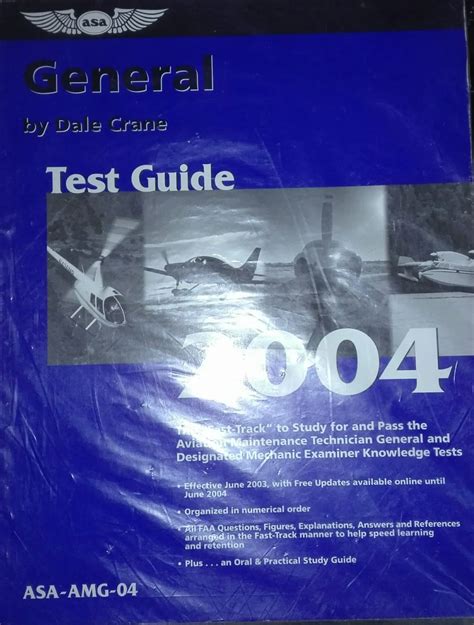 asa
General
by Dale Crane
Test Guide
2004
The "Fast-Track" to Study for and Pass the
Aviation Maintenance Technician General and
Designated Mechanic Examiner Knowledge Tests
• Effective June 2003, with Free Updates available online until
June 2004
• Organized in numerical order
• All FAA Questions, Figures, Explanations, Answers and References
arranged in the Fast-Track manner to help speed learning
and retention
• Plus . . . an Oral & Practical Study Guide
ASA-AMG-04